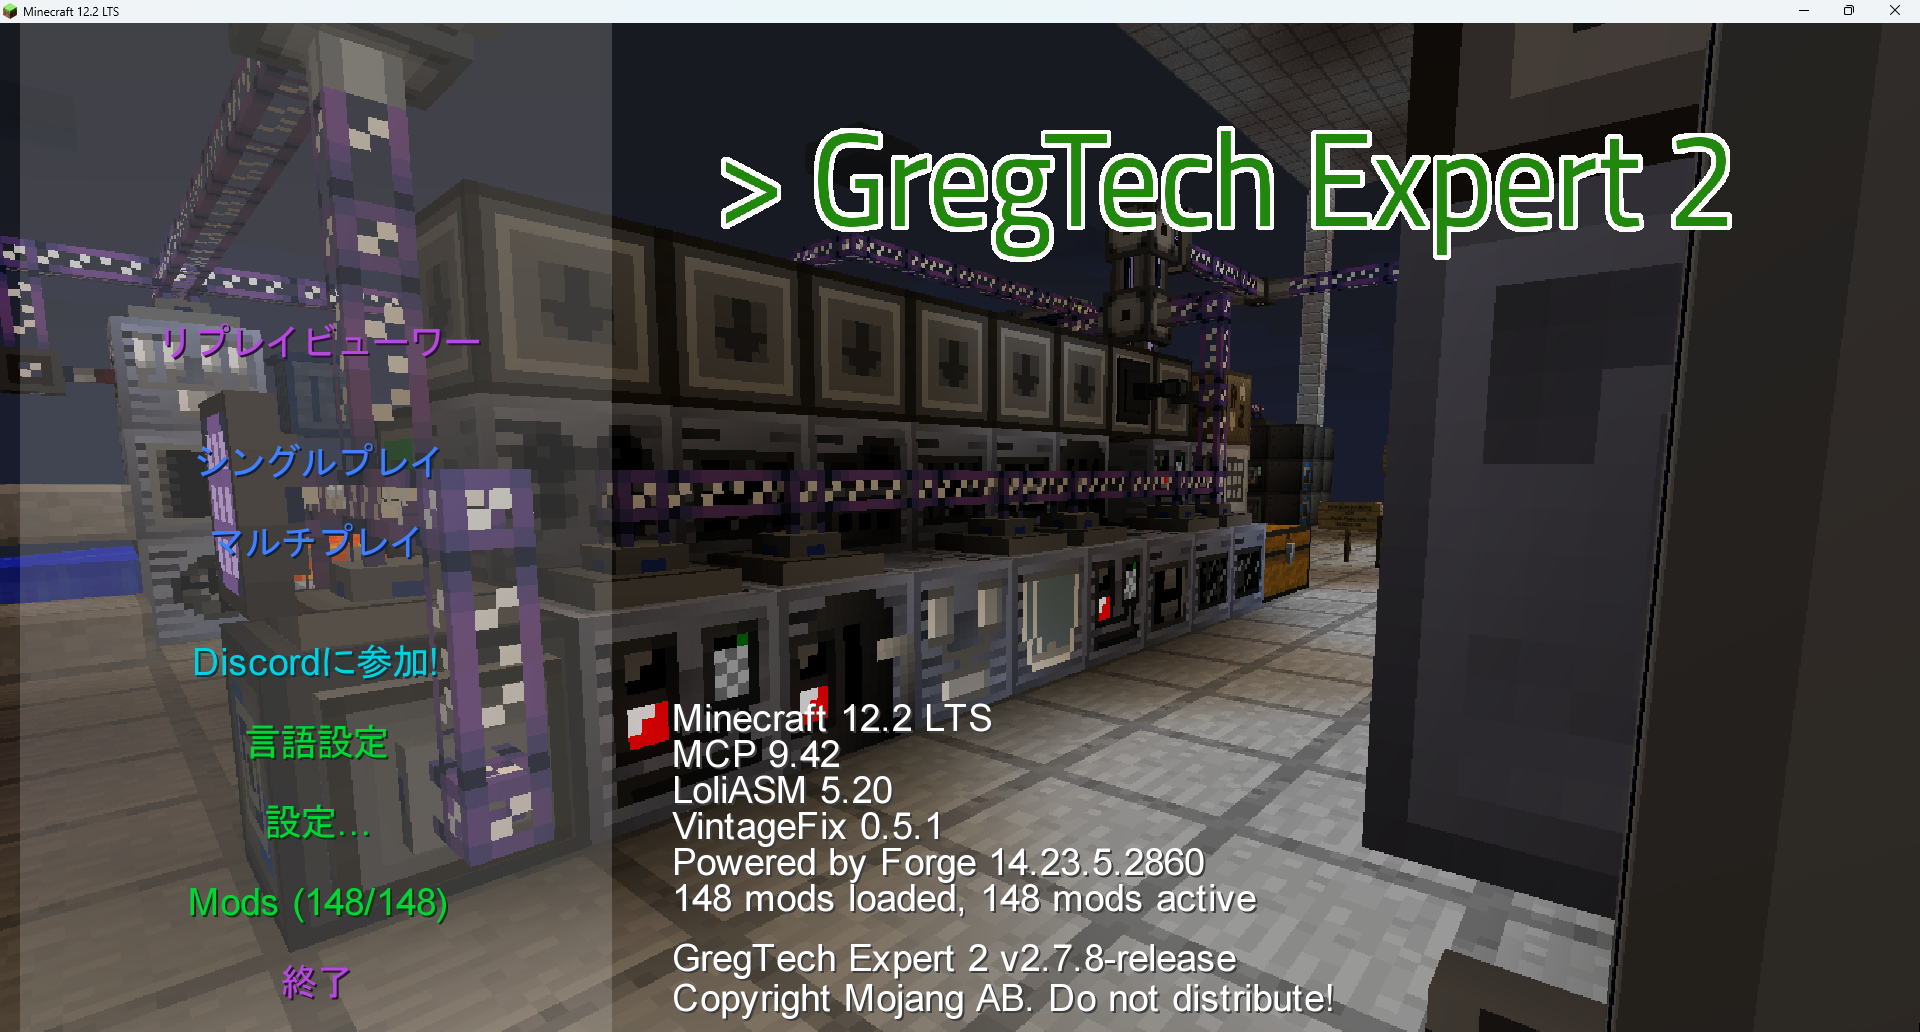 Minecraft 12.2 LTS
> GregTech Expert 2
リプレイビューワー
シングルプレイ
マルチプレイ
Discordに参加!
言語設定
設定...
Mods (148/148)
終了
Minecraft 12.2 LTS
MCP 9.42
LoliASM 5.20
VintageFix 0.5.1
Powered by Forge 14.23.5.2860
148 mods loaded, 148 mods active
GregTech Expert 2 v2.7.8-release
Copyright Mojang AB. Do not distribute!